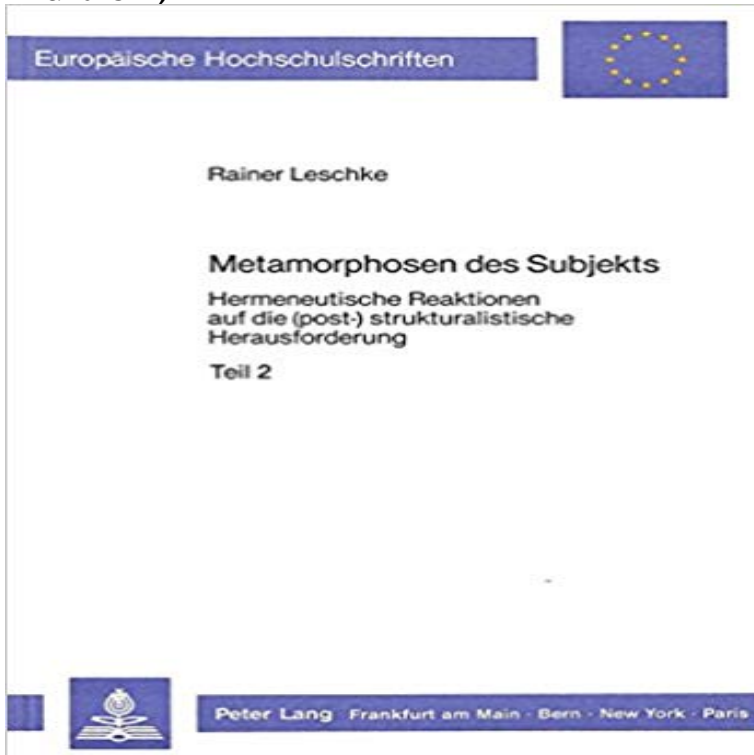 Europäische Hochschulschriften
Rainer Leschke
Metamorphosen des Subjekts
Hermeneutische Reaktionen
auf die (post-) strukturalistische
Herausforderung
Teil 2
Peter Lang Frankfurt am Main · Bern · New York · Paris